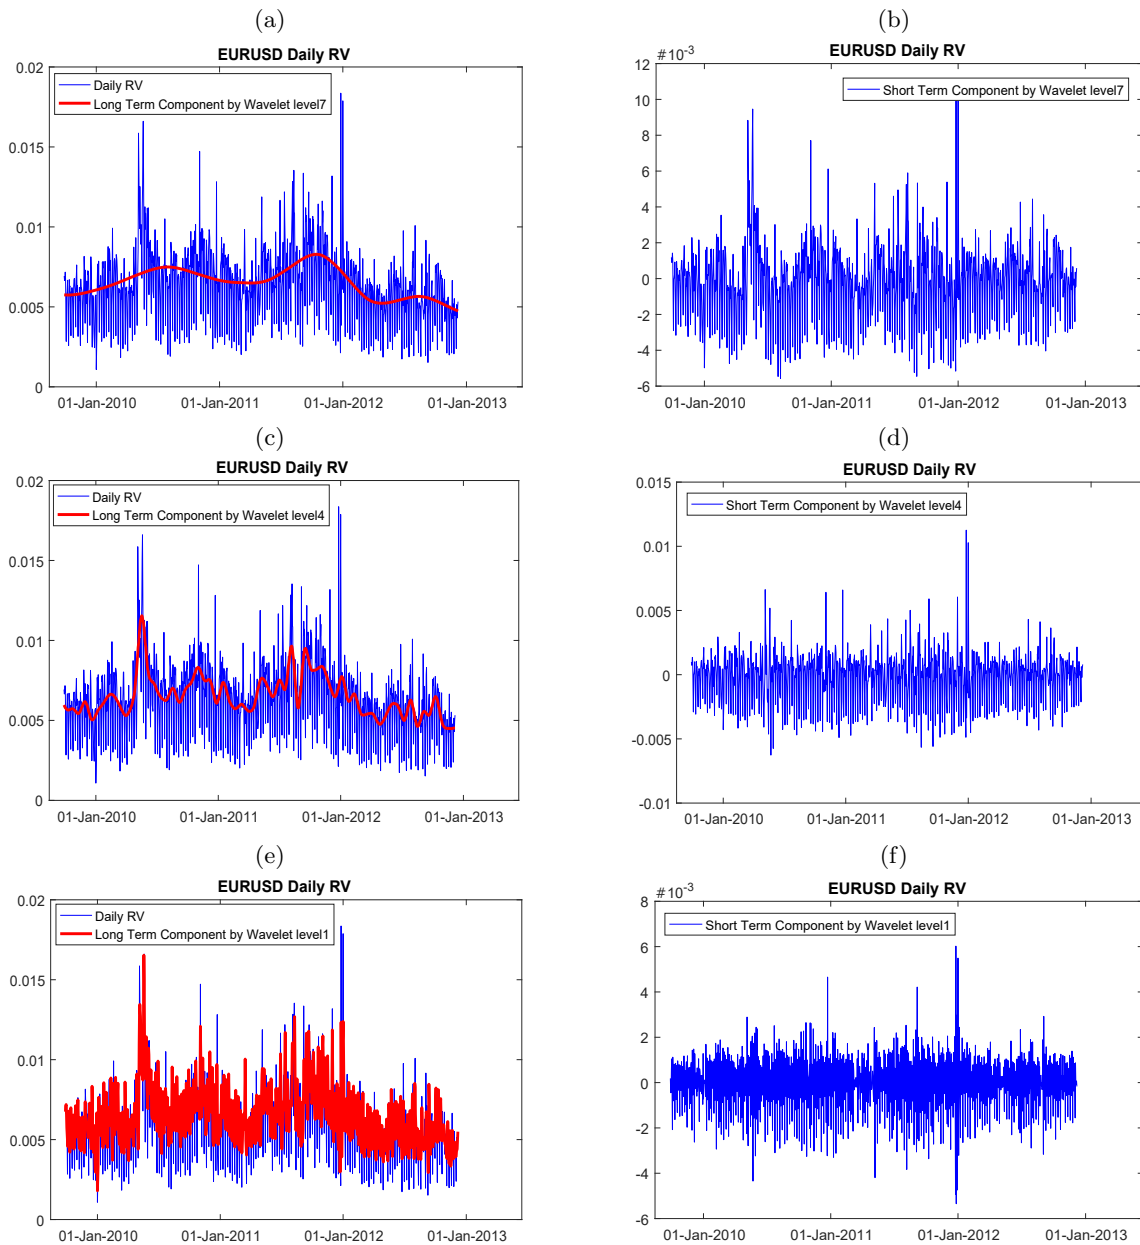 (a)
EURUSD Daily RV
0.02
0.015
0.01
0.005
0
Daily RV
Long Term Component by Wavelet level7
01-Jan-2010
01-Jan-2011
01-Jan-2012
01-Jan-2013
(b)
#10-3
EURUSD Daily RV
12
10
8
6
4
2
0
-2
-4
-6
Short Term Component by Wavelet level7
01-Jan-2010
01-Jan-2011
01-Jan-2012
01-Jan-2013
(c)
EURUSD Daily RV
0.02
0.015
0.01
0.005
0
Daily RV
Long Term Component by Wavelet level4
01-Jan-2010
01-Jan-2011
01-Jan-2012
01-Jan-2013
(d)
EURUSD Daily RV
0.015
0.01
0.005
0
-0.005
-0.01
Short Term Component by Wavelet level4
01-Jan-2010
01-Jan-2011
01-Jan-2012
01-Jan-2013
(e)
EURUSD Daily RV
0.02
0.015
0.01
0.005
0
Daily RV
Long Term Component by Wavelet level1
01-Jan-2010
01-Jan-2011
01-Jan-2012
01-Jan-2013
(f)
#10-3
EURUSD Daily RV
8
6
4
2
0
-2
-4
-6
Short Term Component by Wavelet level1
01-Jan-2010
01-Jan-2011
01-Jan-2012
01-Jan-2013